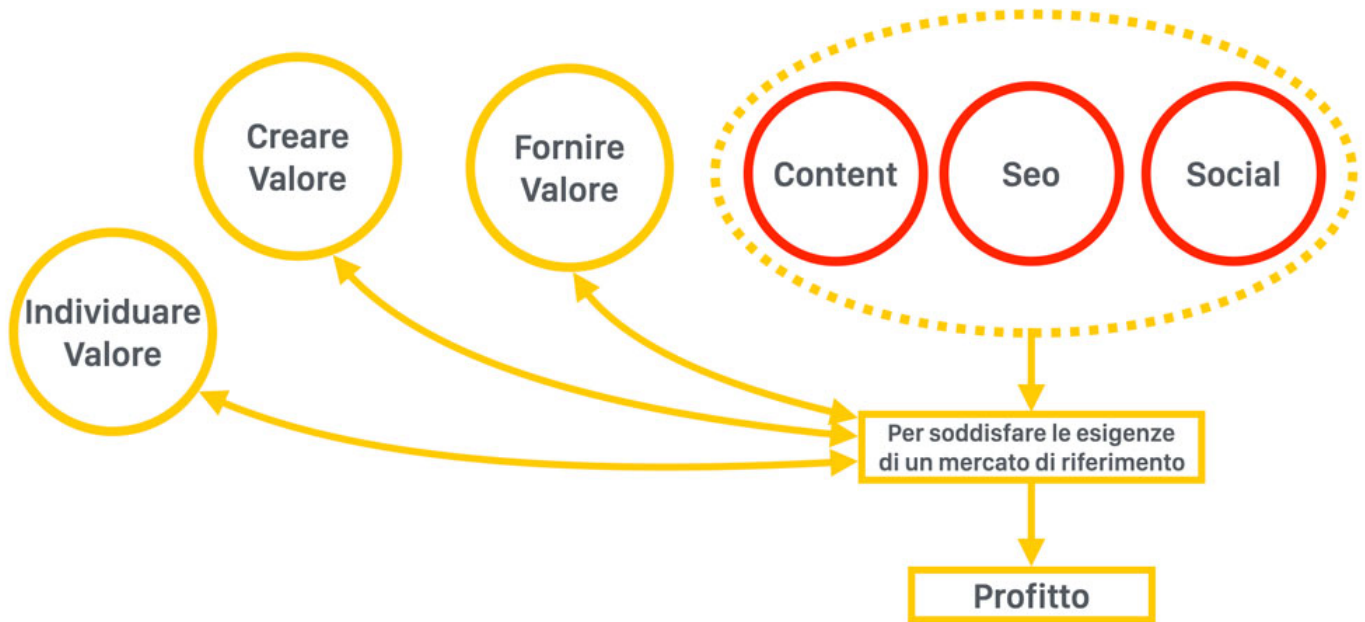 Individuare
Valore
Creare
Valore
Fornire
Valore
Content
Seo
Social
Per soddisfare le esigenze
di un mercato di riferimento
Profitto